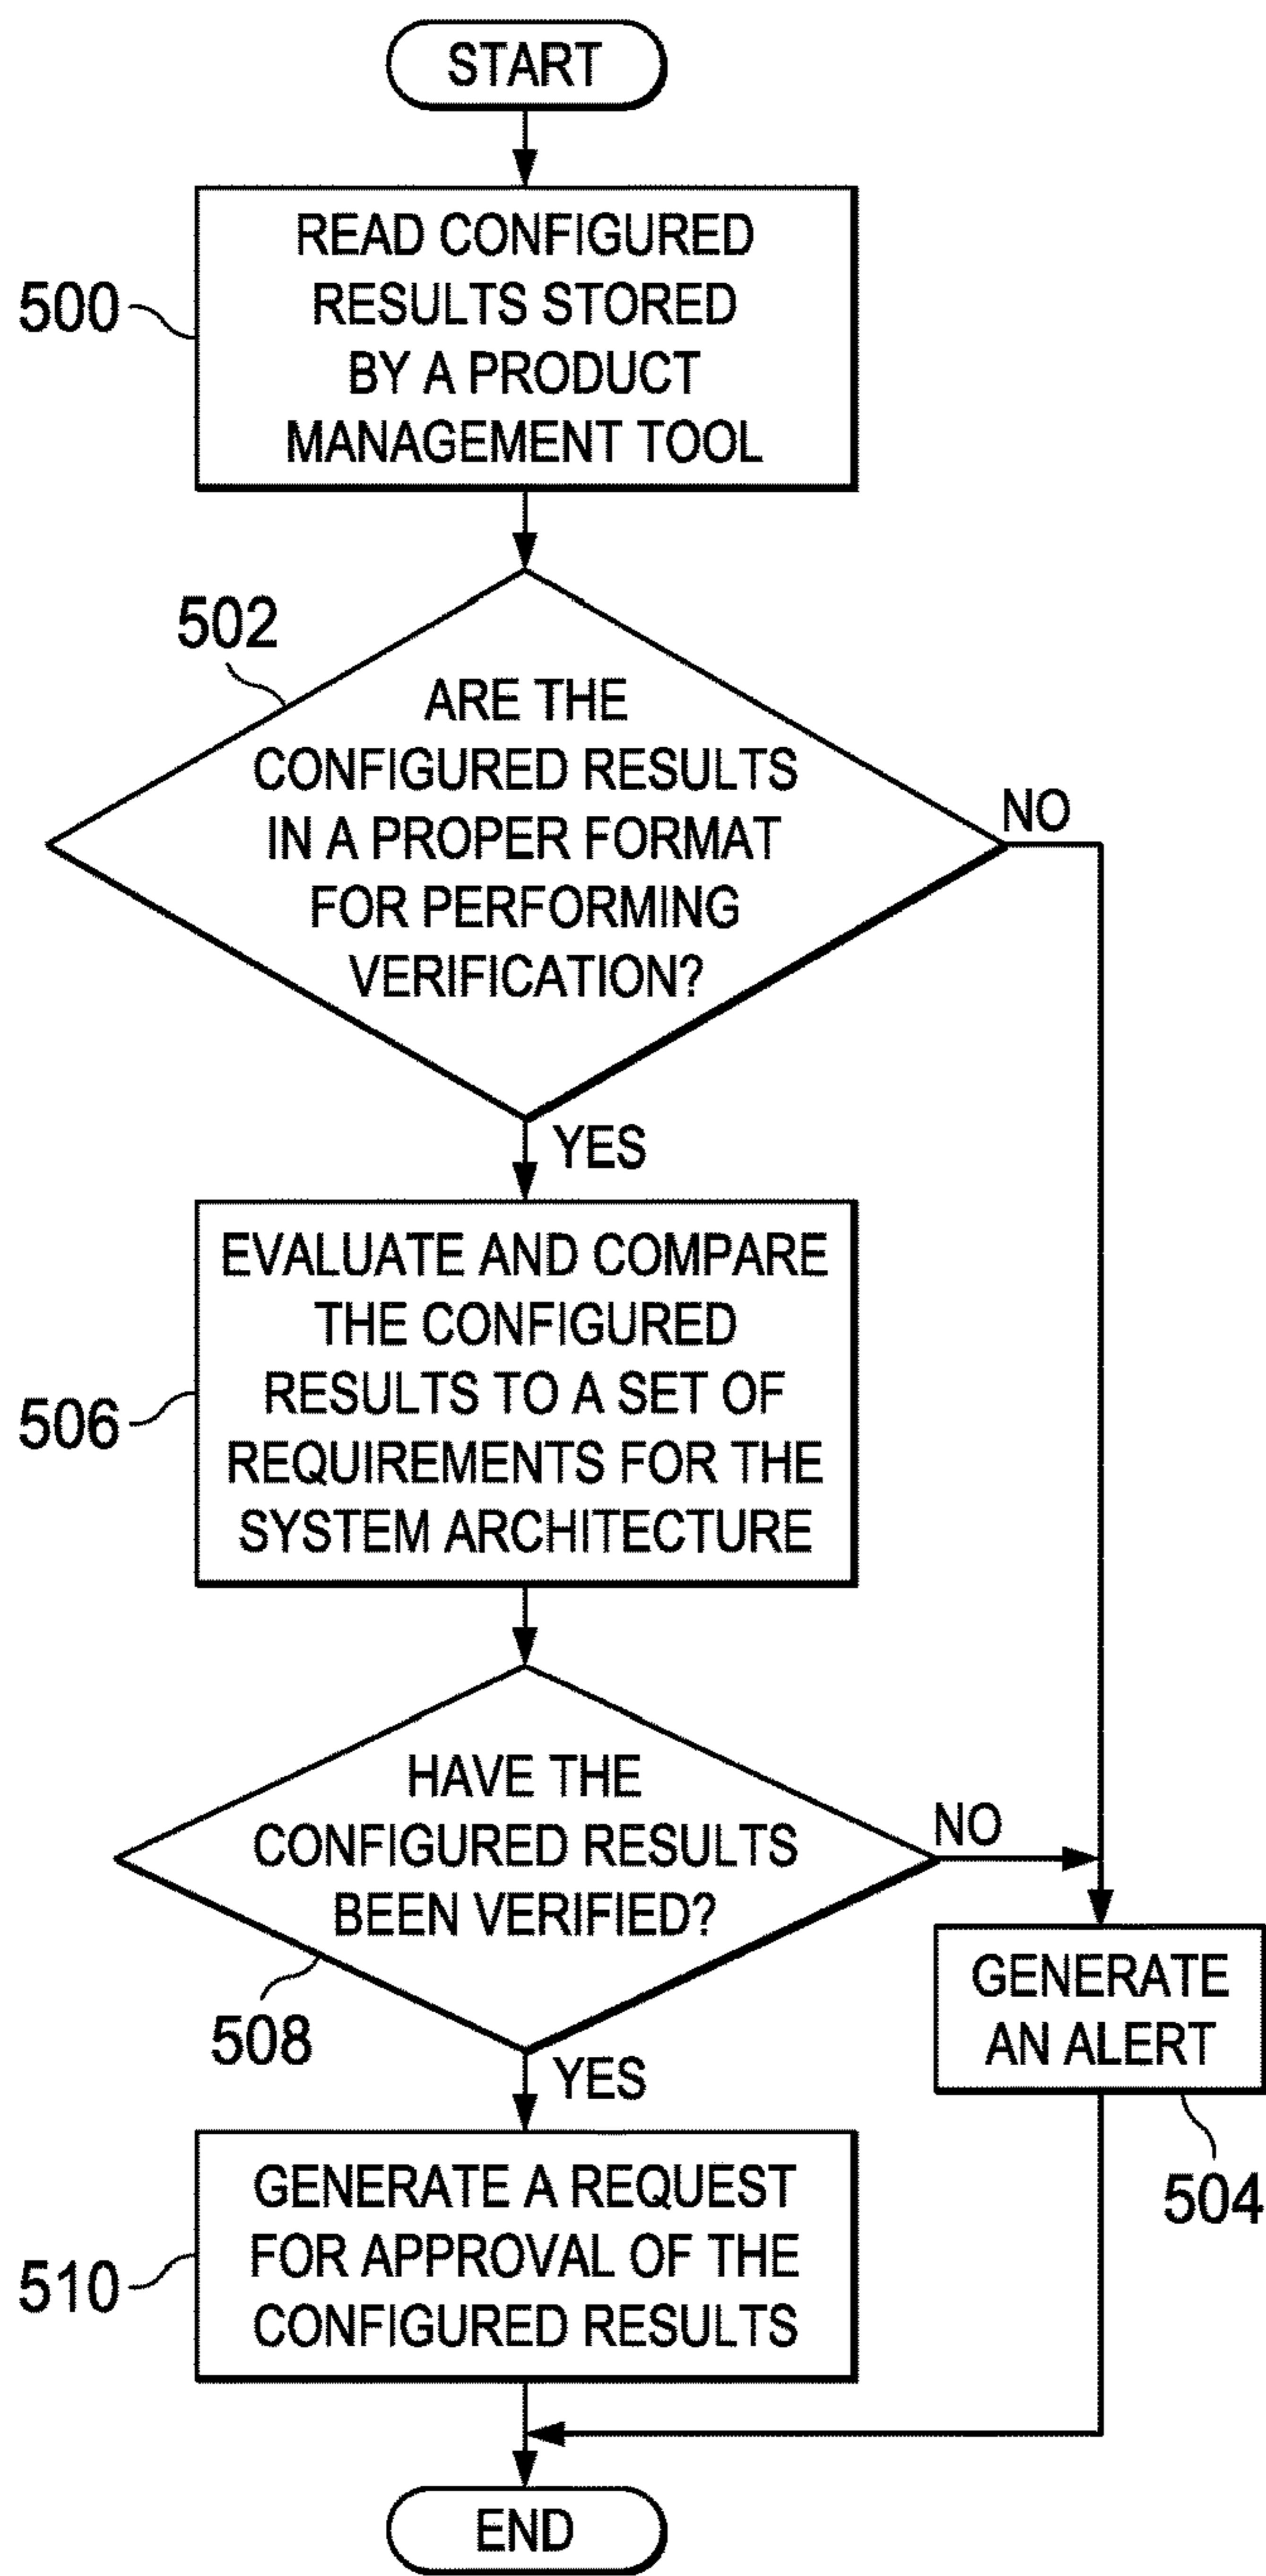 START
READ CONFIGURED
RESULTS STORED
BY A PRODUCT
MANAGEMENT TOOL
500
502
ARE THE
CONFIGURED RESULTS
IN A PROPER FORMAT
FOR PERFORMING
VERIFICATION?
NO
YES
EVALUATE AND COMPARE
THE CONFIGURED
RESULTS TO A SET OF
REQUIREMENTS FOR THE
SYSTEM ARCHITECTURE
506
HAVE THE
CONFIGURED RESULTS
BEEN VERIFIED?
NO
508
YES
GENERATE
AN ALERT
504
GENERATE A REQUEST
FOR APPROVAL OF THE
CONFIGURED RESULTS
510
END